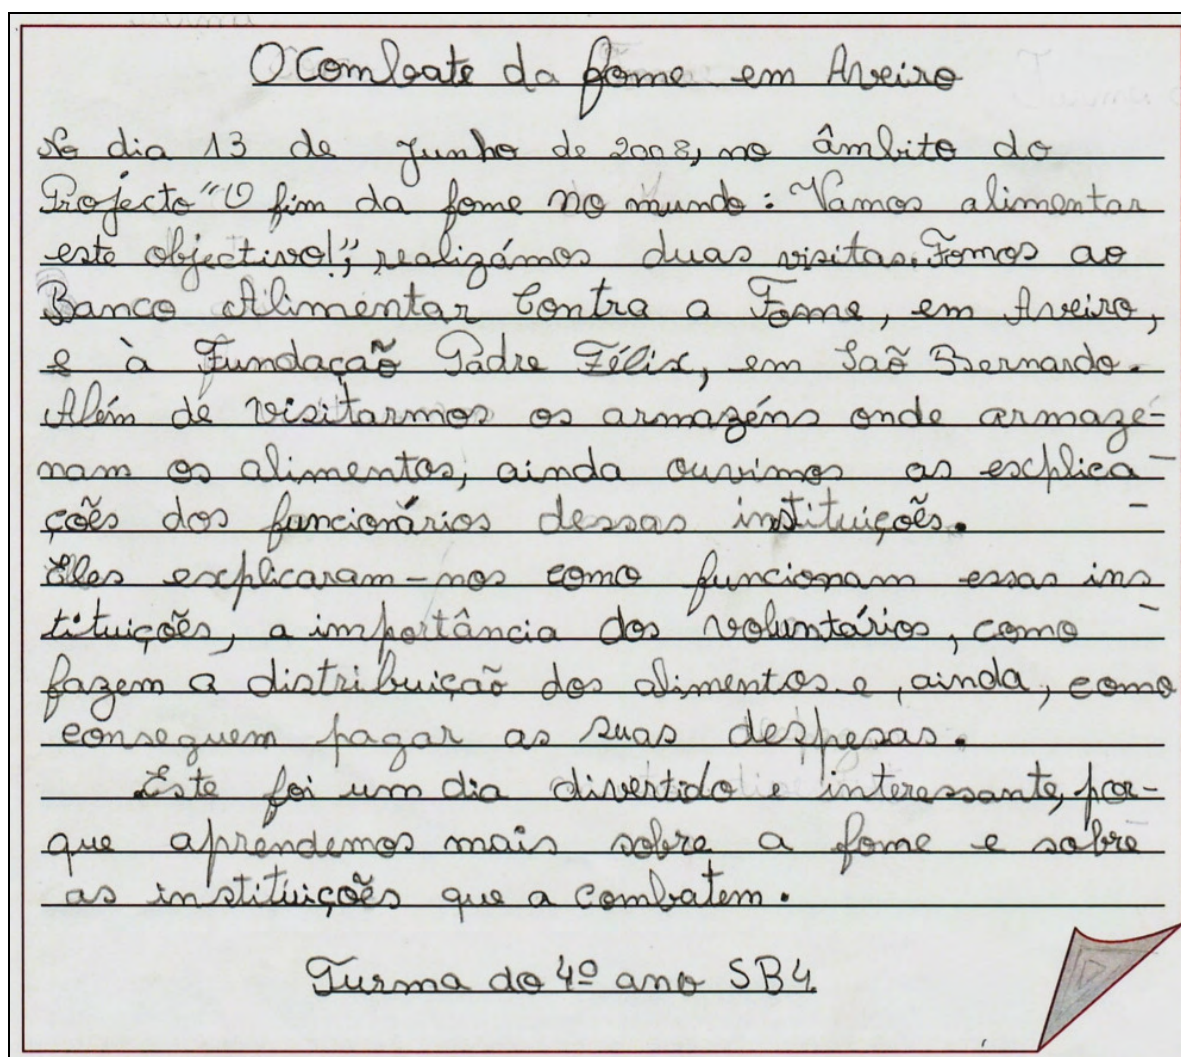 O Combate da fome em Aveiro
No dia 13 de Junho de 2008, no âmbito do
Projecto "O fim da fome no mundo: Vamos alimentar
este objectivo!", realizámos duas visitas. Fomos ao
Banco Alimentar Contra a Fome, em Aveiro,
e à Fundação Padre Félix, em São Bernardo.
Além de visitarmos os armazéns onde armaze-
nam os alimentos, ainda ouvimos as explica-
ções dos funcionários dessas instituições.
Eles explicaram-nos como funcionam essas ins-
tituições, a importância dos voluntários, como
fazem a distribuição dos alimentos e, ainda, como
conseguem pagar as suas despesas.
Este foi um dia divertido e interessante, por-
que aprendemos mais sobre a fome e sobre
as instituições que a combatem.
Turma do 4º ano SB4